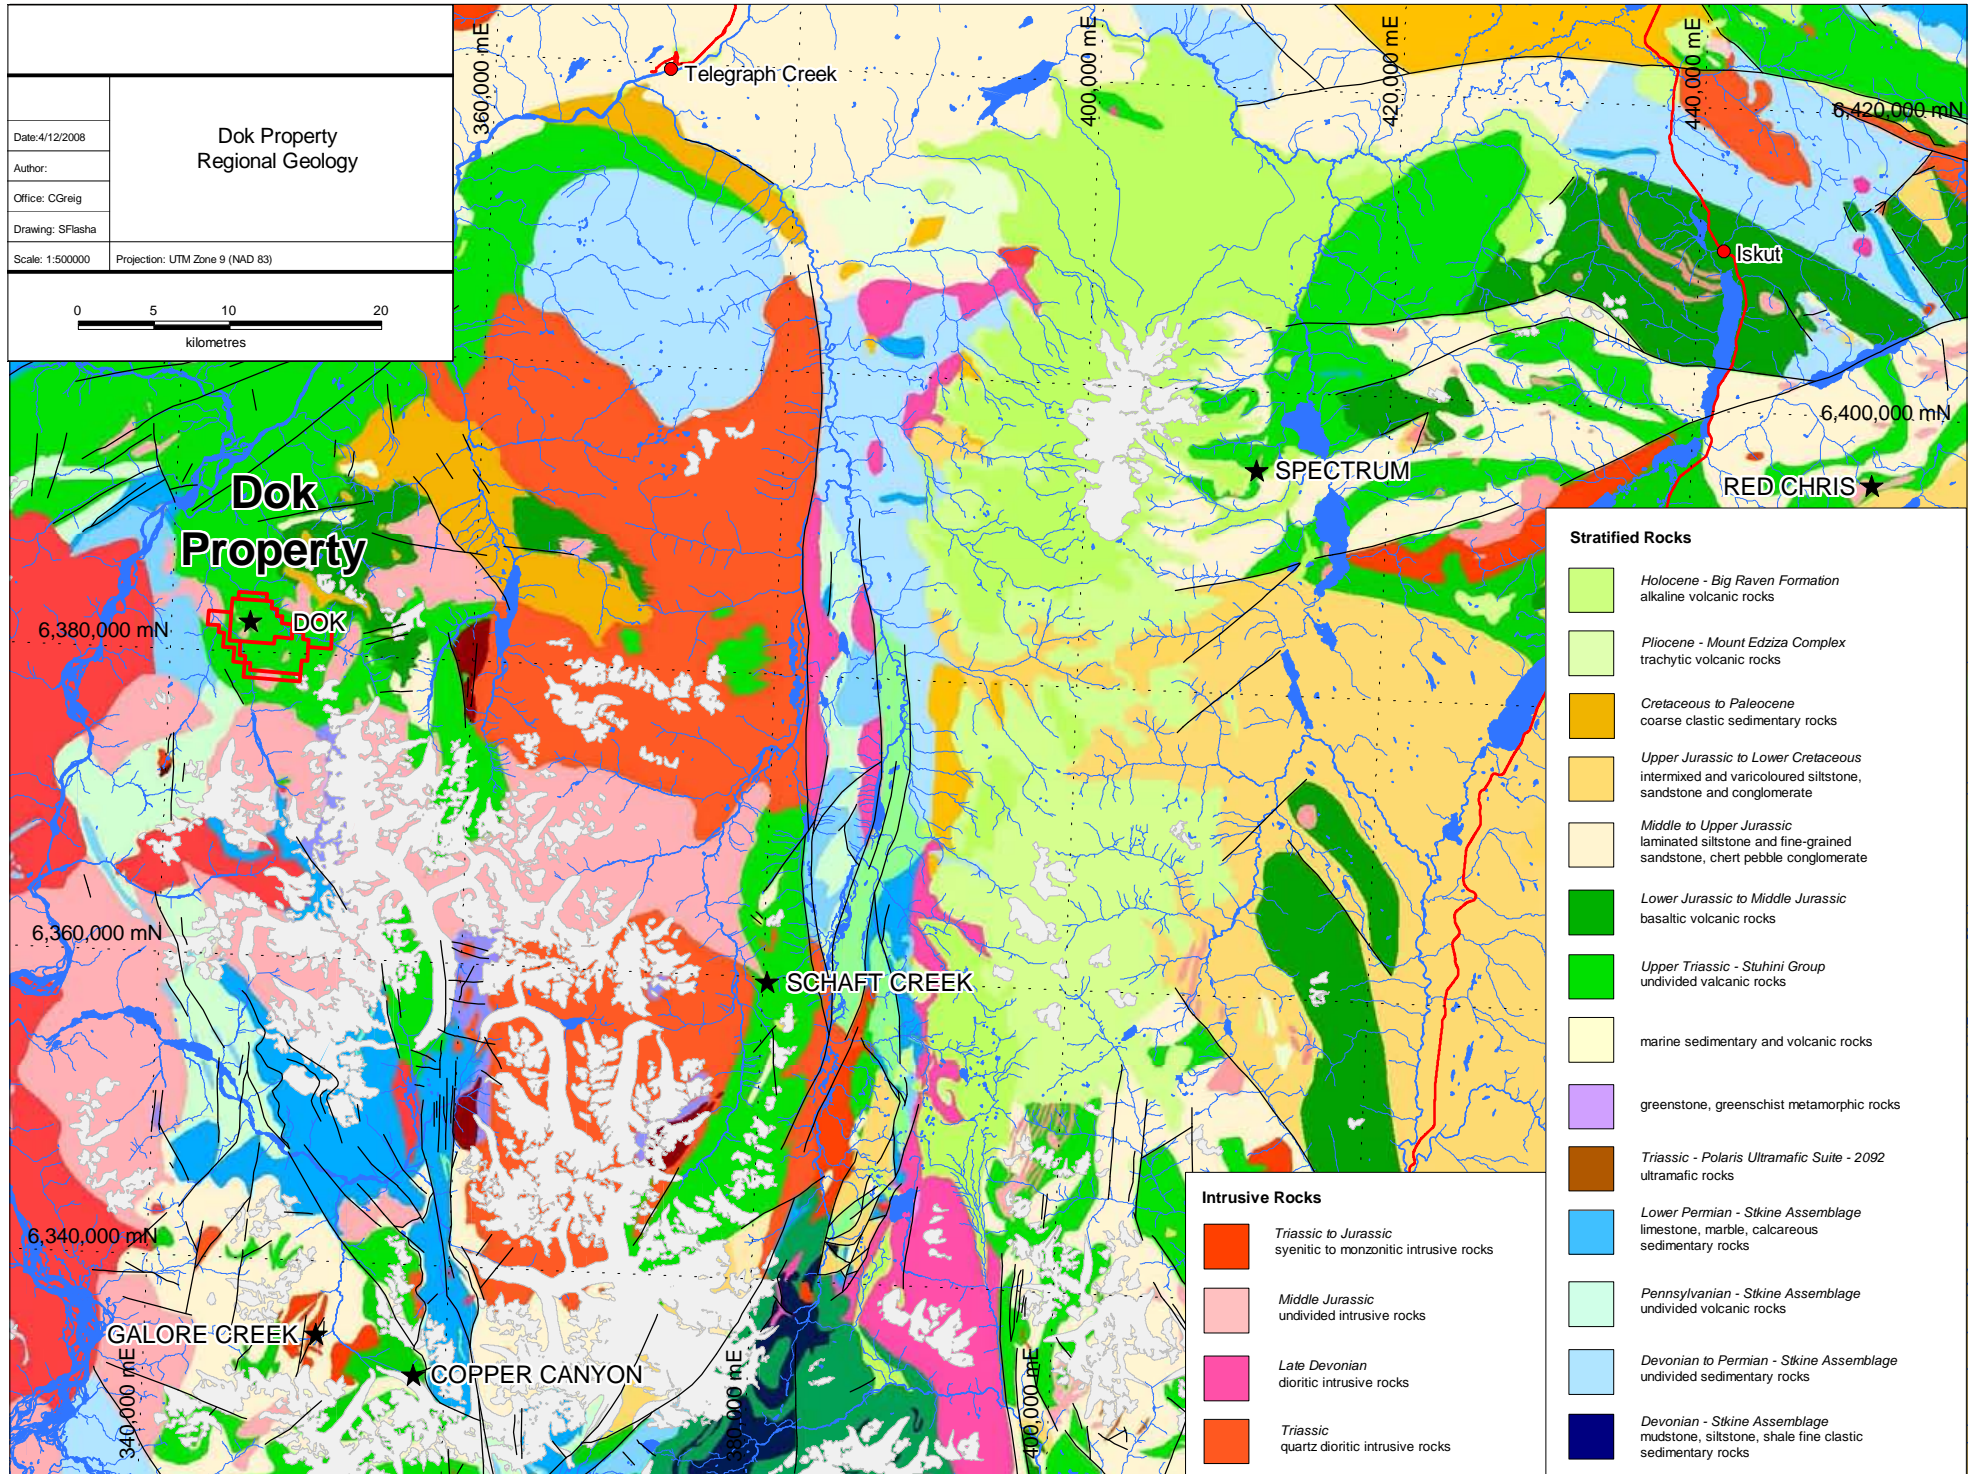 Dok Property
Regional Geology
Date:4/12/2008
Author:
Office: CGreig
Drawing: SFlasha
Scale: 1:500000
Projection: UTM Zone 9 (NAD 83)
0 5 10 20
kilometres
360,000 mE
Telegraph Creek
400,000 mE
420,000 mE
440,000 mE
6,420,000 mN
Iskut
6,400,000 mN
SPECTRUM
RED CHRIS
Dok
Property
DOK
6,380,000 mN
6,360,000 mN
SCHAFT CREEK
6,340,000 mN
GALORE CREEK
COPPER CANYON
340,000 mE
380,000 mE
400,000 mE
Stratified Rocks
Holocene - Big Raven Formation
alkaline volcanic rocks
Pliocene - Mount Edziza Complex
trachytic volcanic rocks
Cretaceous to Paleocene
coarse clastic sedimentary rocks
Upper Jurassic to Lower Cretaceous
intermixed and varicoloured siltstone,
sandstone and conglomerate
Middle to Upper Jurassic
laminated siltstone and fine-grained
sandstone, chert pebble conglomerate
Lower Jurassic to Middle Jurassic
basaltic volcanic rocks
Upper Triassic - Stuhini Group
undivided valcanic rocks
marine sedimentary and volcanic rocks
greenstone, greenschist metamorphic rocks
Triassic - Polaris Ultramafic Suite - 2092
ultramafic rocks
Lower Permian - Stkine Assemblage
limestone, marble, calcareous
sedimentary rocks
Pennsylvanian - Stkine Assemblage
undivided volcanic rocks
Devonian to Permian - Stkine Assemblage
undivided sedimentary rocks
Devonian - Stkine Assemblage
mudstone, siltstone, shale fine clastic
sedimentary rocks
Intrusive Rocks
Triassic to Jurassic
syenitic to monzonitic intrusive rocks
Middle Jurassic
undivided intrusive rocks
Late Devonian
dioritic intrusive rocks
Triassic
quartz dioritic intrusive rocks